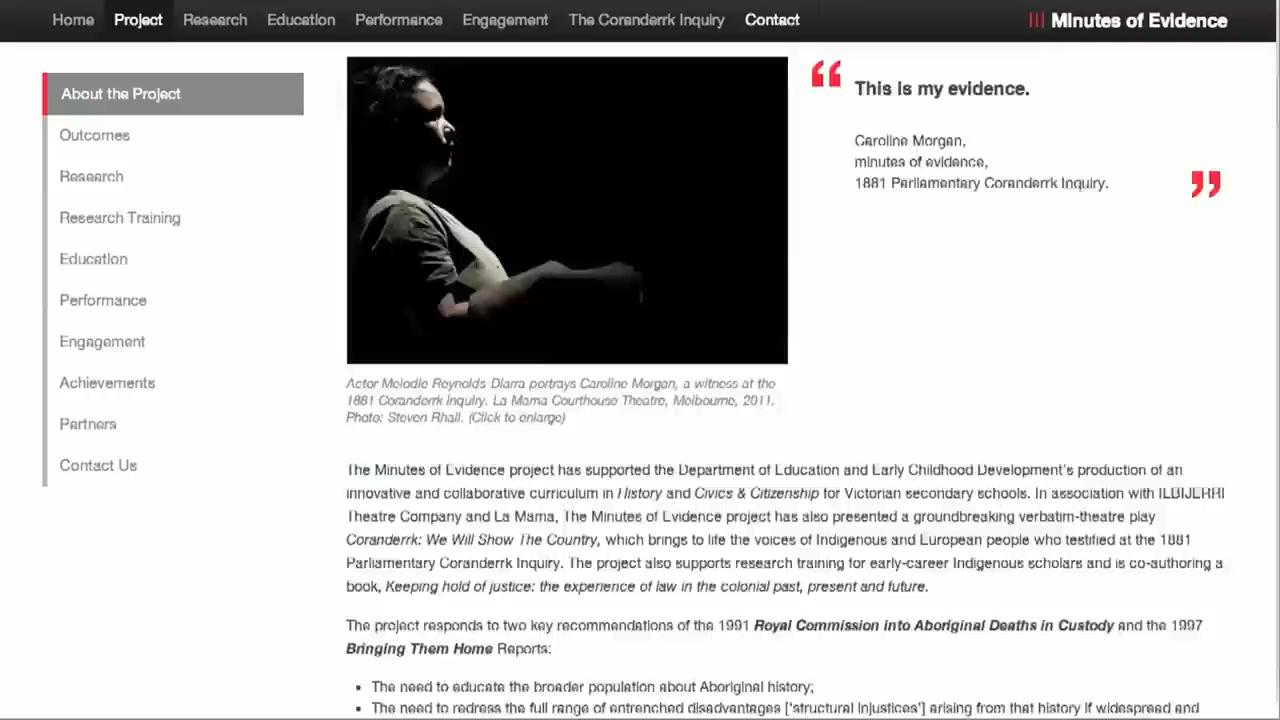 Home Project Research Education Performance Engagement The Coranderrk Inquiry Contact Minutes of Evidence
About the Project
Outcomes
Research
Research Training
Education
Performance
Engagement
Achievements
Partners
Contact Us
“ This is my evidence.
Caroline Morgan,
minutes of evidence,
1881 Parliamentary Coranderrk Inquiry. ”
Actor Melodie Reynolds-Diarra portrays Caroline Morgan, a witness at the
1881 Coranderrk Inquiry. La Mama Courthouse Theatre, Melbourne, 2011.
Photo: Steven Rhall. (Click to enlarge)
The Minutes of Evidence project has supported the Department of Education and Early Childhood Development's production of an
innovative and collaborative curriculum in History and Civics & Citizenship for Victorian secondary schools. In association with ILBIJERRI
Theatre Company and La Mama, The Minutes of Evidence project has also presented a groundbreaking verbatim-theatre play
Coranderrk: We Will Show The Country, which brings to life the voices of Indigenous and European people who testified at the 1881
Parliamentary Coranderrk Inquiry. The project also supports research training for early-career Indigenous scholars and is co-authoring a
book, Keeping hold of justice: the experience of law in the colonial past, present and future.
The project responds to two key recommendations of the 1991 Royal Commission into Aboriginal Deaths in Custody and the 1997
Bringing Them Home Reports:
• The need to educate the broader population about Aboriginal history;
• The need to redress the full range of entrenched disadvantages ['structural injustices'] arising from that history if widespread and